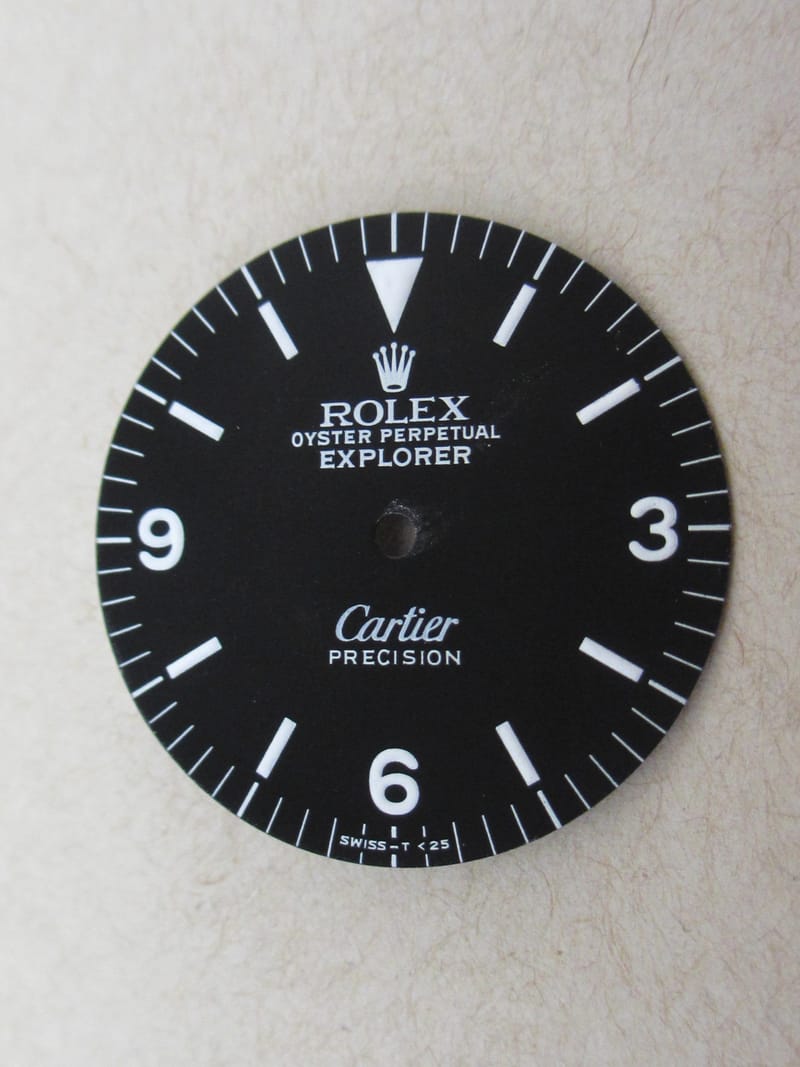 ROLEX
OYSTER PERPETUAL
EXPLORER
9 3
Cartier
PRECISION
6
SWISS-T <25